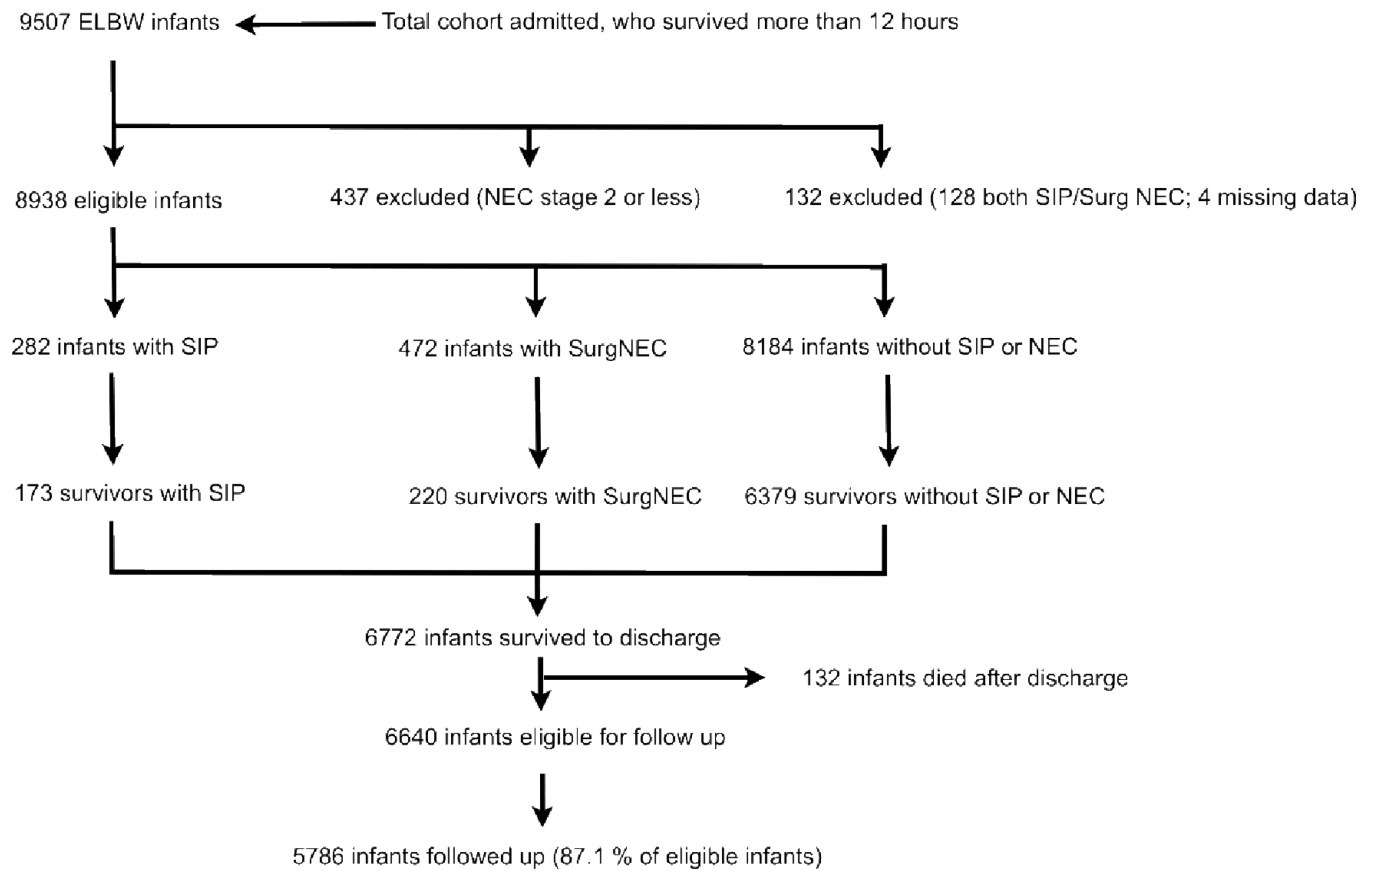 9507 ELBW infants
Total cohort admitted, who survived more than 12 hours
8938 eligible infants
437 excluded (NEC stage 2 or less)
132 excluded (128 both SIP/Surg NEC; 4 missing data)
282 infants with SIP
472 infants with SurgNEC
8184 infants without SIP or NEC
173 survivors with SIP
220 survivors with SurgNEC
6379 survivors without SIP or NEC
6772 infants survived to discharge
132 infants died after discharge
6640 infants eligible for follow up
5786 infants followed up (87.1 % of eligible infants)